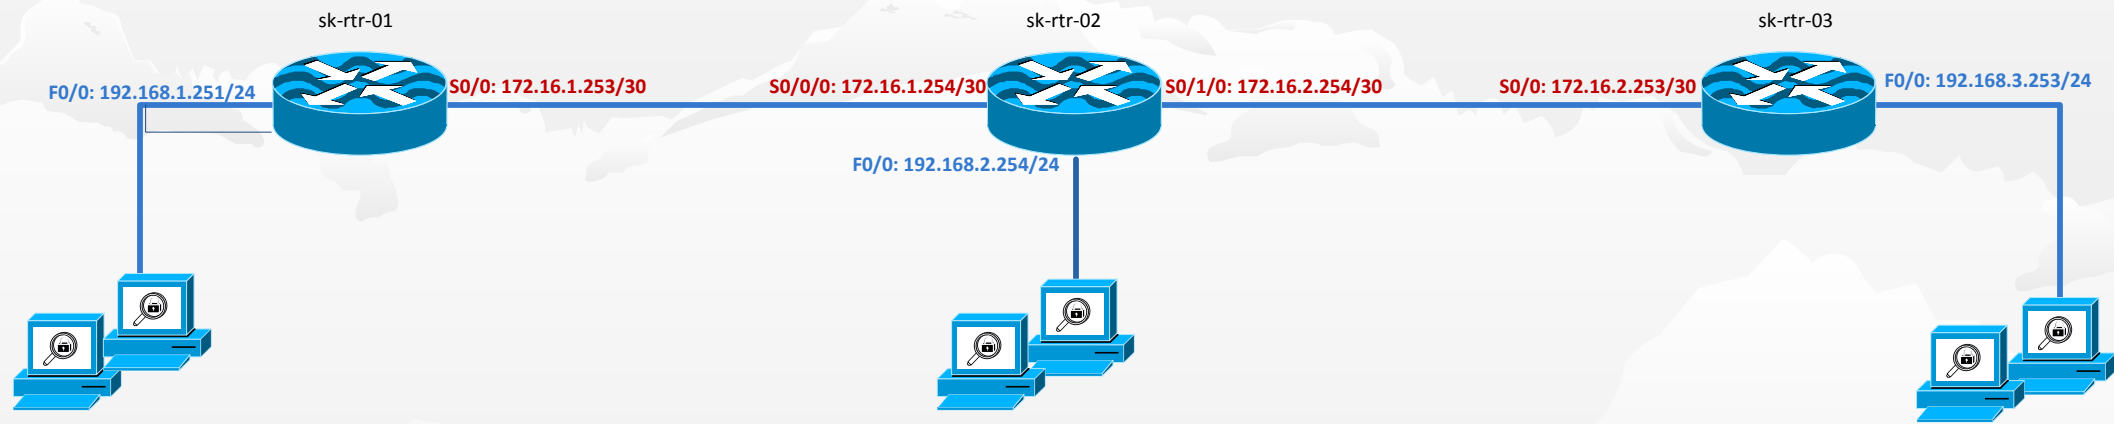 sk-rtr-01
sk-rtr-02
sk-rtr-03
F0/0: 192.168.1.251/24
S0/0: 172.16.1.253/30
S0/0/0: 172.16.1.254/30
S0/1/0: 172.16.2.254/30
S0/0: 172.16.2.253/30
F0/0: 192.168.3.253/24
F0/0: 192.168.2.254/24